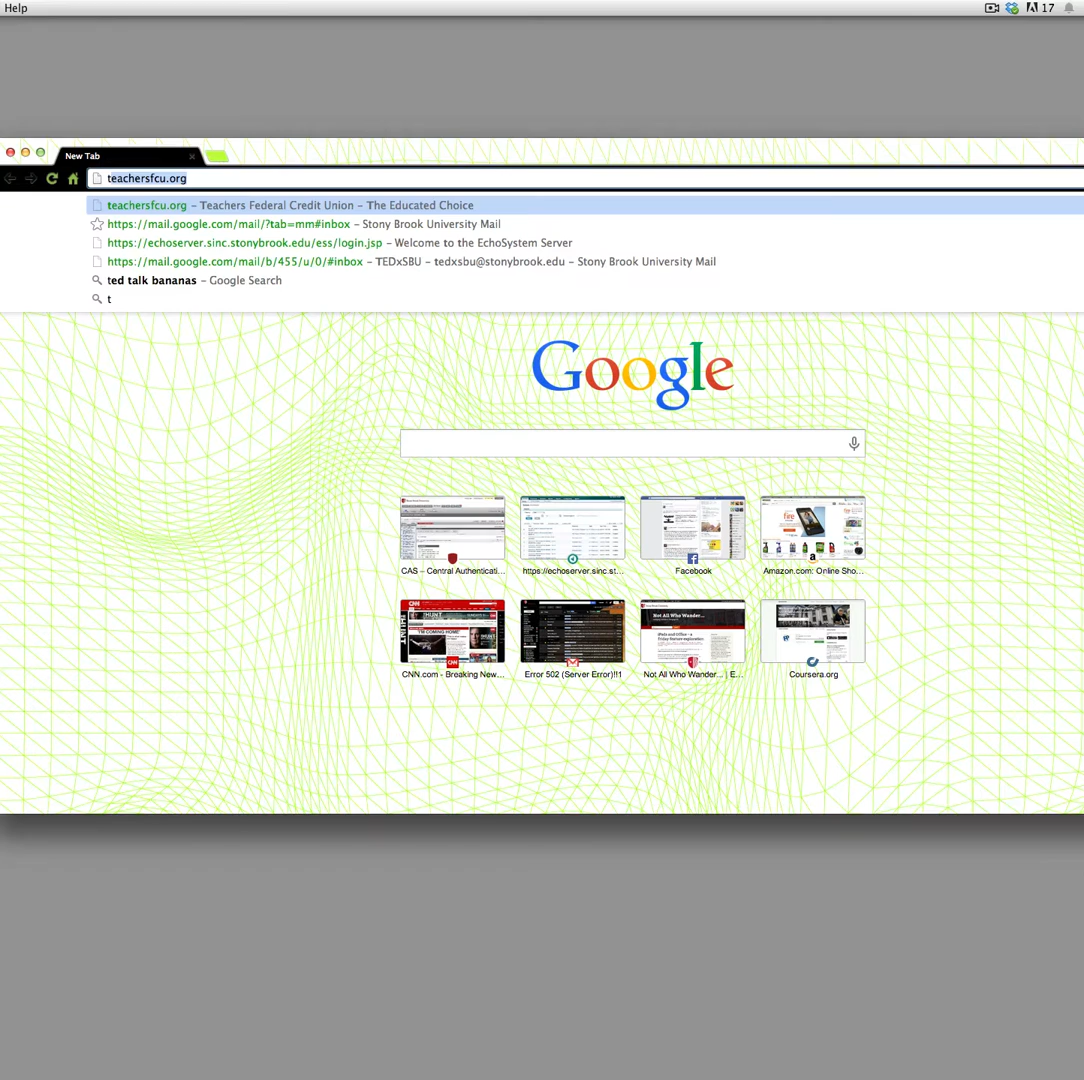 Help
17
New Tab
teachersfcu.org
teachersfcu.org – Teachers Federal Credit Union – The Educated Choice
https://mail.google.com/mail/?tab=mm#inbox – Stony Brook University Mail
https://echoserver.sinc.stonybrook.edu/ess/login.jsp – Welcome to the EchoSystem Server
https://mail.google.com/mail/b/455/u/0/#inbox – TEDxSBU – tedxsbu@stonybrook.edu – Stony Brook University Mail
ted talk bananas – Google Search
t
Google
CAS – Central Authenticati...
https://echoserver.sinc.st...
Facebook
Amazon.com: Online Sho...
CNN.com - Breaking New...
Error 502 (Server Error)!!1
Not All Who Wander... | E...
Coursera.org